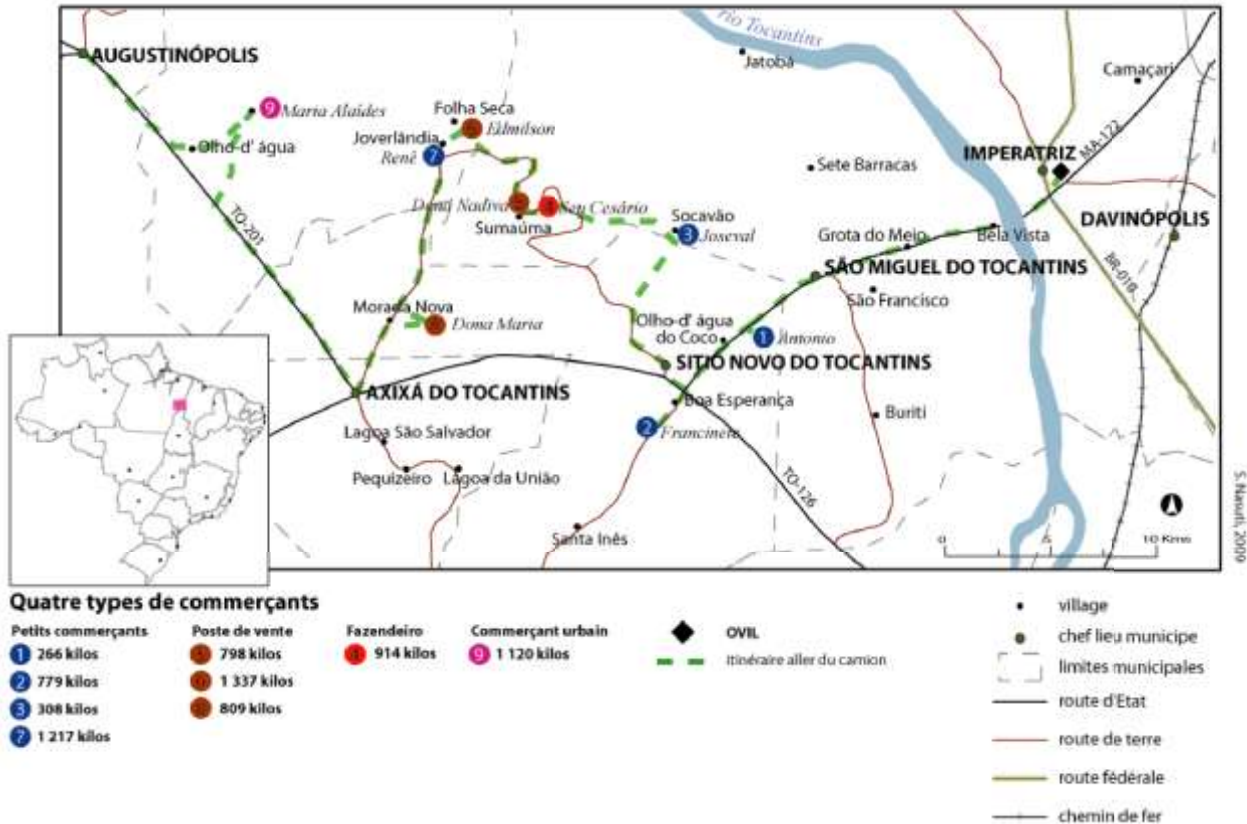 rio Tocantins
AUGUSTINÓPOLIS
Jatobá
Camaçari
9
Maria Alaídes
Folha Seca
Edmilson
Olho-d' água
Joverlândia
Renê
7
Sete Barracas
IMPERATRIZ
MA-122
Seu Cesário
Sumaúma
Socavão
3
Joseval
DAVINÓPOLIS
TO-201
Grota do Meio
Bela Vista
SÃO MIGUEL DO TOCANTINS
BR-010
São Francisco
Morada Nova
Dona Maria
Olho-d' água
do Coco
1
Antonio
SITIO NOVO DO TOCANTINS
AXIXÁ DO TOCANTINS
Boa Esperança
Buriti
2
Lagoa São Salvador
Pequizeiro
Lagoa da União
TO-126
Santa Inês
0
5
10 Kms
S. Nasuti, 2009
Quatre types de commerçants
Petits commerçants
1 266 kilos
2 779 kilos
3 308 kilos
7 1 217 kilos
Poste de vente
798 kilos
1 337 kilos
809 kilos
Fazendeiro
914 kilos
Commerçant urbain
9 1 120 kilos
OVIL
Itinéraire aller du camion
village
chef lieu municipe
limites municipales
route d'Etat
route de terre
route fédérale
chemin de fer